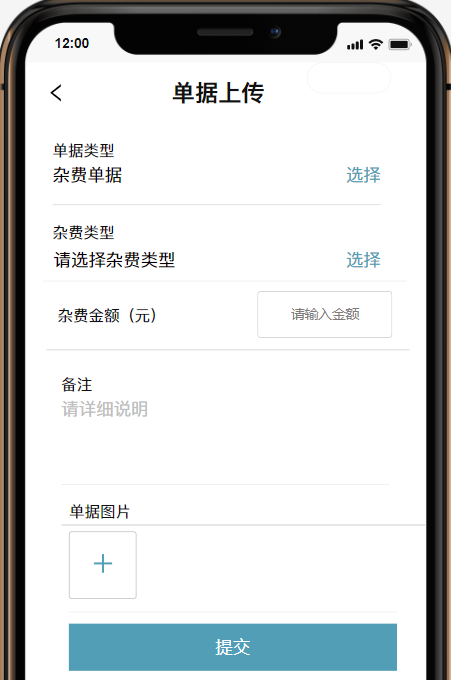 12:00
单据上传
单据类型
杂费单据 选择
杂费类型
请选择杂费类型 选择
杂费金额（元） 请输入金额
备注
请详细说明
单据图片
+
提交